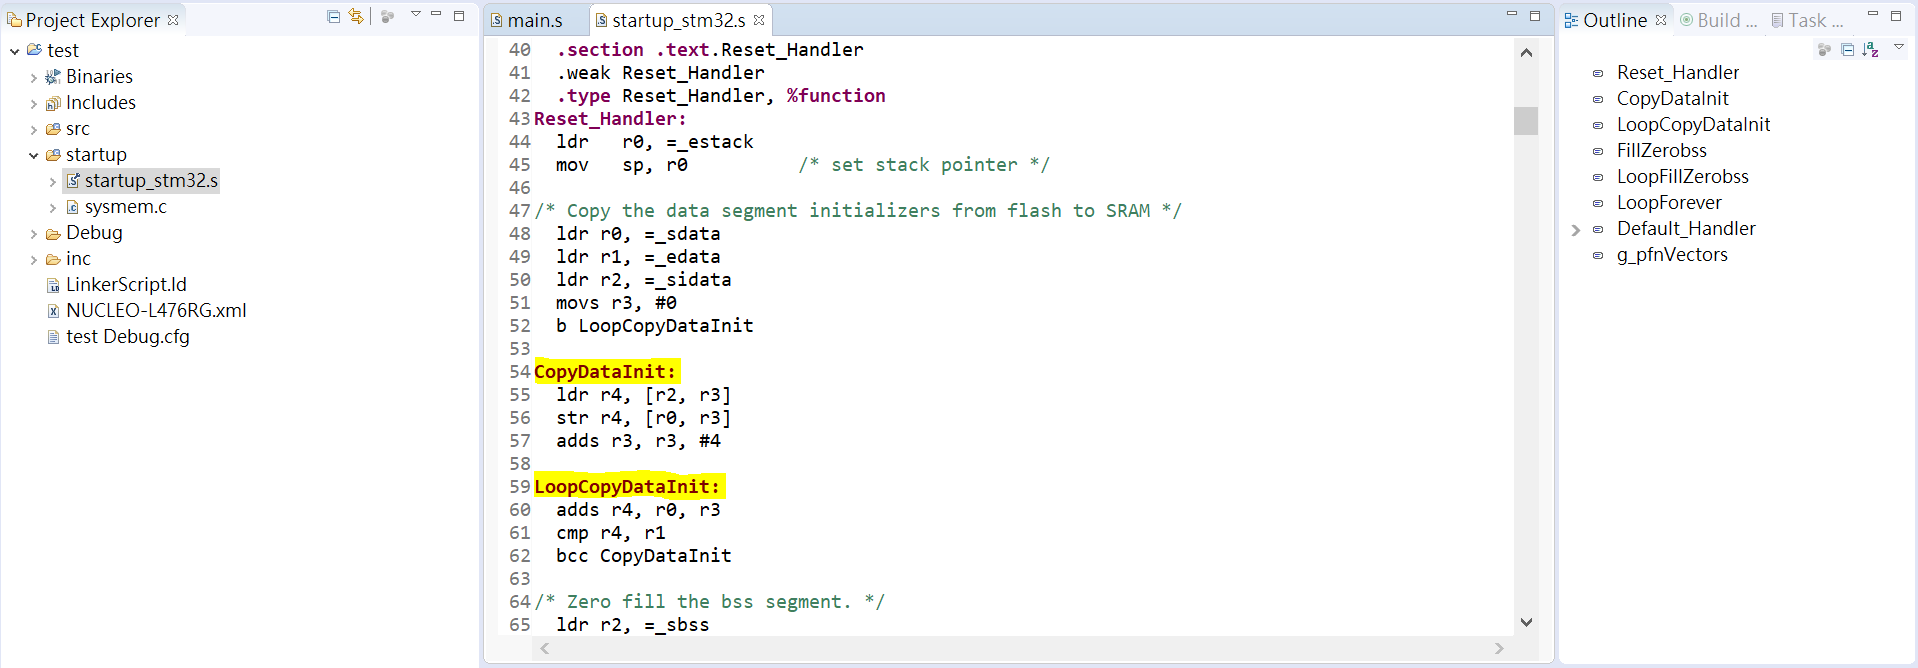 Project Explorer
test
Binaries
Includes
src
startup
startup_stm32.s
sysmem.c
Debug
inc
LinkerScript.ld
NUCLEO-L476RG.xml
test Debug.cfg
main.s
startup_stm32.s
40 .section .text.Reset_Handler
41 .weak Reset_Handler
42 .type Reset_Handler, %function
43 Reset_Handler:
44 ldr r0, =_estack
45 mov sp, r0 /* set stack pointer */
46
47 /* Copy the data segment initializers from flash to SRAM */
48 ldr r0, =_sdata
49 ldr r1, =_edata
50 ldr r2, =_sidata
51 movs r3, #0
52 b LoopCopyDataInit
53
54 CopyDataInit:
55 ldr r4, [r2, r3]
56 str r4, [r0, r3]
57 adds r3, r3, #4
58
59 LoopCopyDataInit:
60 adds r4, r0, r3
61 cmp r4, r1
62 bcc CopyDataInit
63
64 /* Zero fill the bss segment. */
65 ldr r2, =_sbss
Outline
Build ...
Task ...
Reset_Handler
CopyDataInit
LoopCopyDataInit
FillZerobss
LoopFillZerobss
LoopForever
Default_Handler
g_pfnVectors